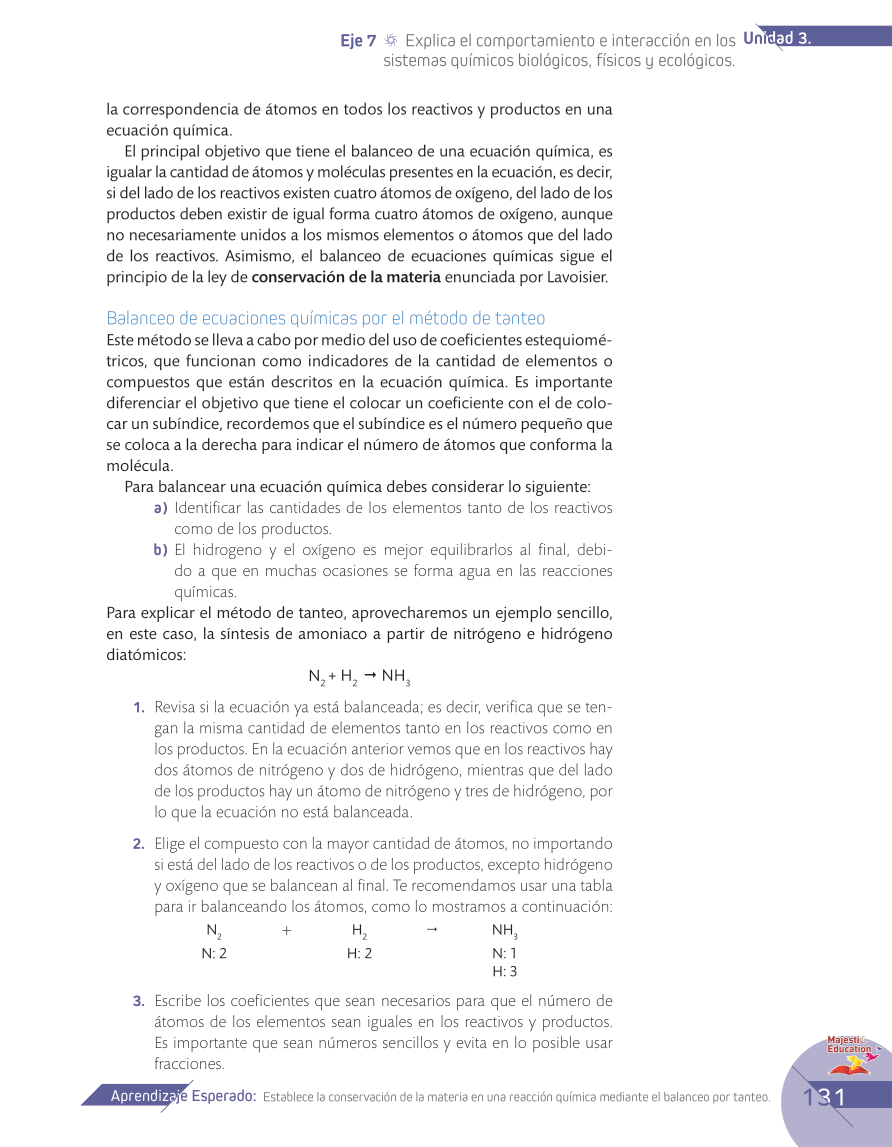 Eje 7 Explica el comportamiento e interacción en los Unidad 3.
sistemas químicos biológicos, físicos y ecológicos.
la correspondencia de átomos en todos los reactivos y productos en una
ecuación química.
El principal objetivo que tiene el balanceo de una ecuación química, es
igualar la cantidad de átomos y moléculas presentes en la ecuación, es decir,
si del lado de los reactivos existen cuatro átomos de oxígeno, del lado de los
productos deben existir de igual forma cuatro átomos de oxígeno, aunque
no necesariamente unidos a los mismos elementos o átomos que del lado
de los reactivos. Asimismo, el balanceo de ecuaciones químicas sigue el
principio de la ley de conservación de la materia enunciada por Lavoisier.
Balanceo de ecuaciones químicas por el método de tanteo
Este método se lleva a cabo por medio del uso de coeficientes estequiomé-
tricos, que funcionan como indicadores de la cantidad de elementos o
compuestos que están descritos en la ecuación química. Es importante
diferenciar el objetivo que tiene el colocar un coeficiente con el de colo-
car un subíndice, recordemos que el subíndice es el número pequeño que
se coloca a la derecha para indicar el número de átomos que conforma la
molécula.
Para balancear una ecuación química debes considerar lo siguiente:
a) Identificar las cantidades de los elementos tanto de los reactivos
como de los productos.
b) El hidrogeno y el oxígeno es mejor equilibrarlos al final, debi-
do a que en muchas ocasiones se forma agua en las reacciones
químicas.
Para explicar el método de tanteo, aprovecharemos un ejemplo sencillo,
en este caso, la síntesis de amoniaco a partir de nitrógeno e hidrógeno
diatómicos:
N₂ + H₂ → NH₃
1. Revisa si la ecuación ya está balanceada; es decir, verifica que se ten-
gan la misma cantidad de elementos tanto en los reactivos como en
los productos. En la ecuación anterior vemos que en los reactivos hay
dos átomos de nitrógeno y dos de hidrógeno, mientras que del lado
de los productos hay un átomo de nitrógeno y tres de hidrógeno, por
lo que la ecuación no está balanceada.
2. Elige el compuesto con la mayor cantidad de átomos, no importando
si está del lado de los reactivos o de los productos, excepto hidrógeno
y oxígeno que se balancean al final. Te recomendamos usar una tabla
para ir balanceando los átomos, como lo mostramos a continuación:
N₂ + H₂ → NH₃
N: 2 H: 2 N: 1
H: 3
3. Escribe los coeficientes que sean necesarios para que el número de
átomos de los elementos sean iguales en los reactivos y productos.
Es importante que sean números sencillos y evita en lo posible usar
fracciones.
Majestic
Education
Aprendizaje Esperado: Establece la conservación de la materia en una reacción química mediante el balanceo por tanteo. 131